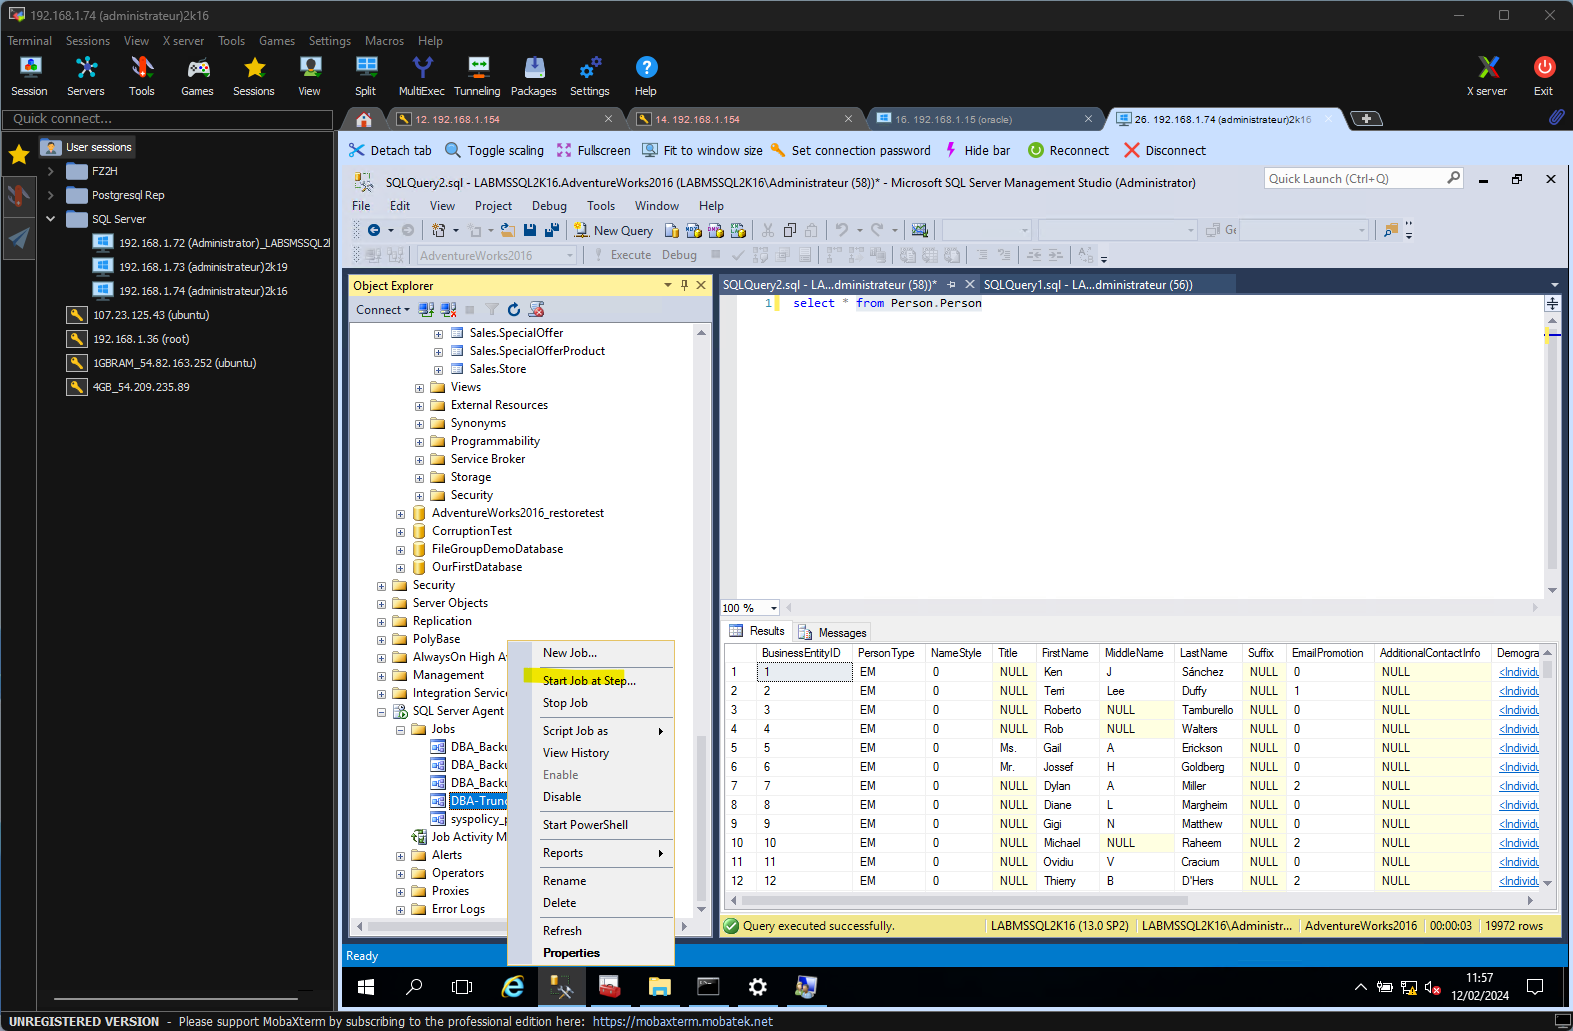 192.168.1.74 (administrateur)2k16
Terminal Sessions View X server Tools Games Settings Macros Help
Session Servers Tools Games Sessions View Split MultiExec Tunneling Packages Settings Help X server Exit
Quick connect...
12. 192.168.1.154
14. 192.168.1.154
16. 192.168.1.15 (oracle)
26. 192.168.1.74 (administrateur)2k16
User sessions
FZ2H
Postgresql Rep
SQL Server
192.168.1.72 (Administrator)_LABSMSSQL2
192.168.1.73 (administrateur)2k19
192.168.1.74 (administrateur)2k16
107.23.125.43 (ubuntu)
192.168.1.36 (root)
1GBRAM_54.82.163.252 (ubuntu)
4GB_54.209.235.89
Detach tab Toggle scaling Fullscreen Fit to window size Set connection password Hide bar Reconnect Disconnect
SQLQuery2.sql - LABMSSQL2K16.AdventureWorks2016 (LABMSSQL2K16\Administrateur (58))* - Microsoft SQL Server Management Studio (Administrator)
Quick Launch (Ctrl+Q)
File Edit View Project Debug Tools Window Help
New Query
AdventureWorks2016
Execute Debug
Object Explorer
Connect
Sales.SpecialOffer
Sales.SpecialOfferProduct
Sales.Store
Views
External Resources
Synonyms
Programmability
Service Broker
Storage
Security
AdventureWorks2016_restoretest
CorruptionTest
FileGroupDemoDatabase
OurFirstDatabase
Security
Server Objects
Replication
PolyBase
AlwaysOn High A
Management
Integration Servic
SQL Server Agent
Jobs
DBA_Backu
DBA_Backu
DBA_Backu
DBA-Trunc
syspolicy_p
Job Activity M
Alerts
Operators
Proxies
Error Logs
New Job...
Start Job at Step...
Stop Job
Script Job as
View History
Enable
Disable
Start PowerShell
Reports
Rename
Delete
Refresh
Properties
SQLQuery2.sql - LA...dministrateur (58))*
SQLQuery1.sql - LA...dministrateur (56))
1 select * from Person.Person
100 %
Results Messages
BusinessEntityID PersonType NameStyle Title FirstName MiddleName LastName Suffix EmailPromotion AdditionalContactInfo Demogra
1 1 EM 0 NULL Ken J Sánchez NULL 0 NULL <Individu
2 2 EM 0 NULL Terri Lee Duffy NULL 1 NULL <Individu
3 3 EM 0 NULL Roberto NULL Tamburello NULL 0 NULL <Individu
4 4 EM 0 NULL Rob NULL Walters NULL 0 NULL <Individu
5 5 EM 0 Ms. Gail A Erickson NULL 0 NULL <Individu
6 6 EM 0 Mr. Jossef H Goldberg NULL 0 NULL <Individu
7 7 EM 0 NULL Dylan A Miller NULL 2 NULL <Individu
8 8 EM 0 NULL Diane L Margheim NULL 0 NULL <Individu
9 9 EM 0 NULL Gigi N Matthew NULL 0 NULL <Individu
10 10 EM 0 NULL Michael NULL Raheem NULL 2 NULL <Individu
11 11 EM 0 NULL Ovidiu V Cracium NULL 0 NULL <Individu
12 12 EM 0 NULL Thierry B D'Hers NULL 2 NULL <Individu
Query executed successfully. LABMSSQL2K16 (13.0 SP2) LABMSSQL2K16\Administr... AdventureWorks2016 00:00:03 19972 rows
Ready
11:57
12/02/2024
UNREGISTERED VERSION - Please support MobaXterm by subscribing to the professional edition here: https://mobaxterm.mobatek.net